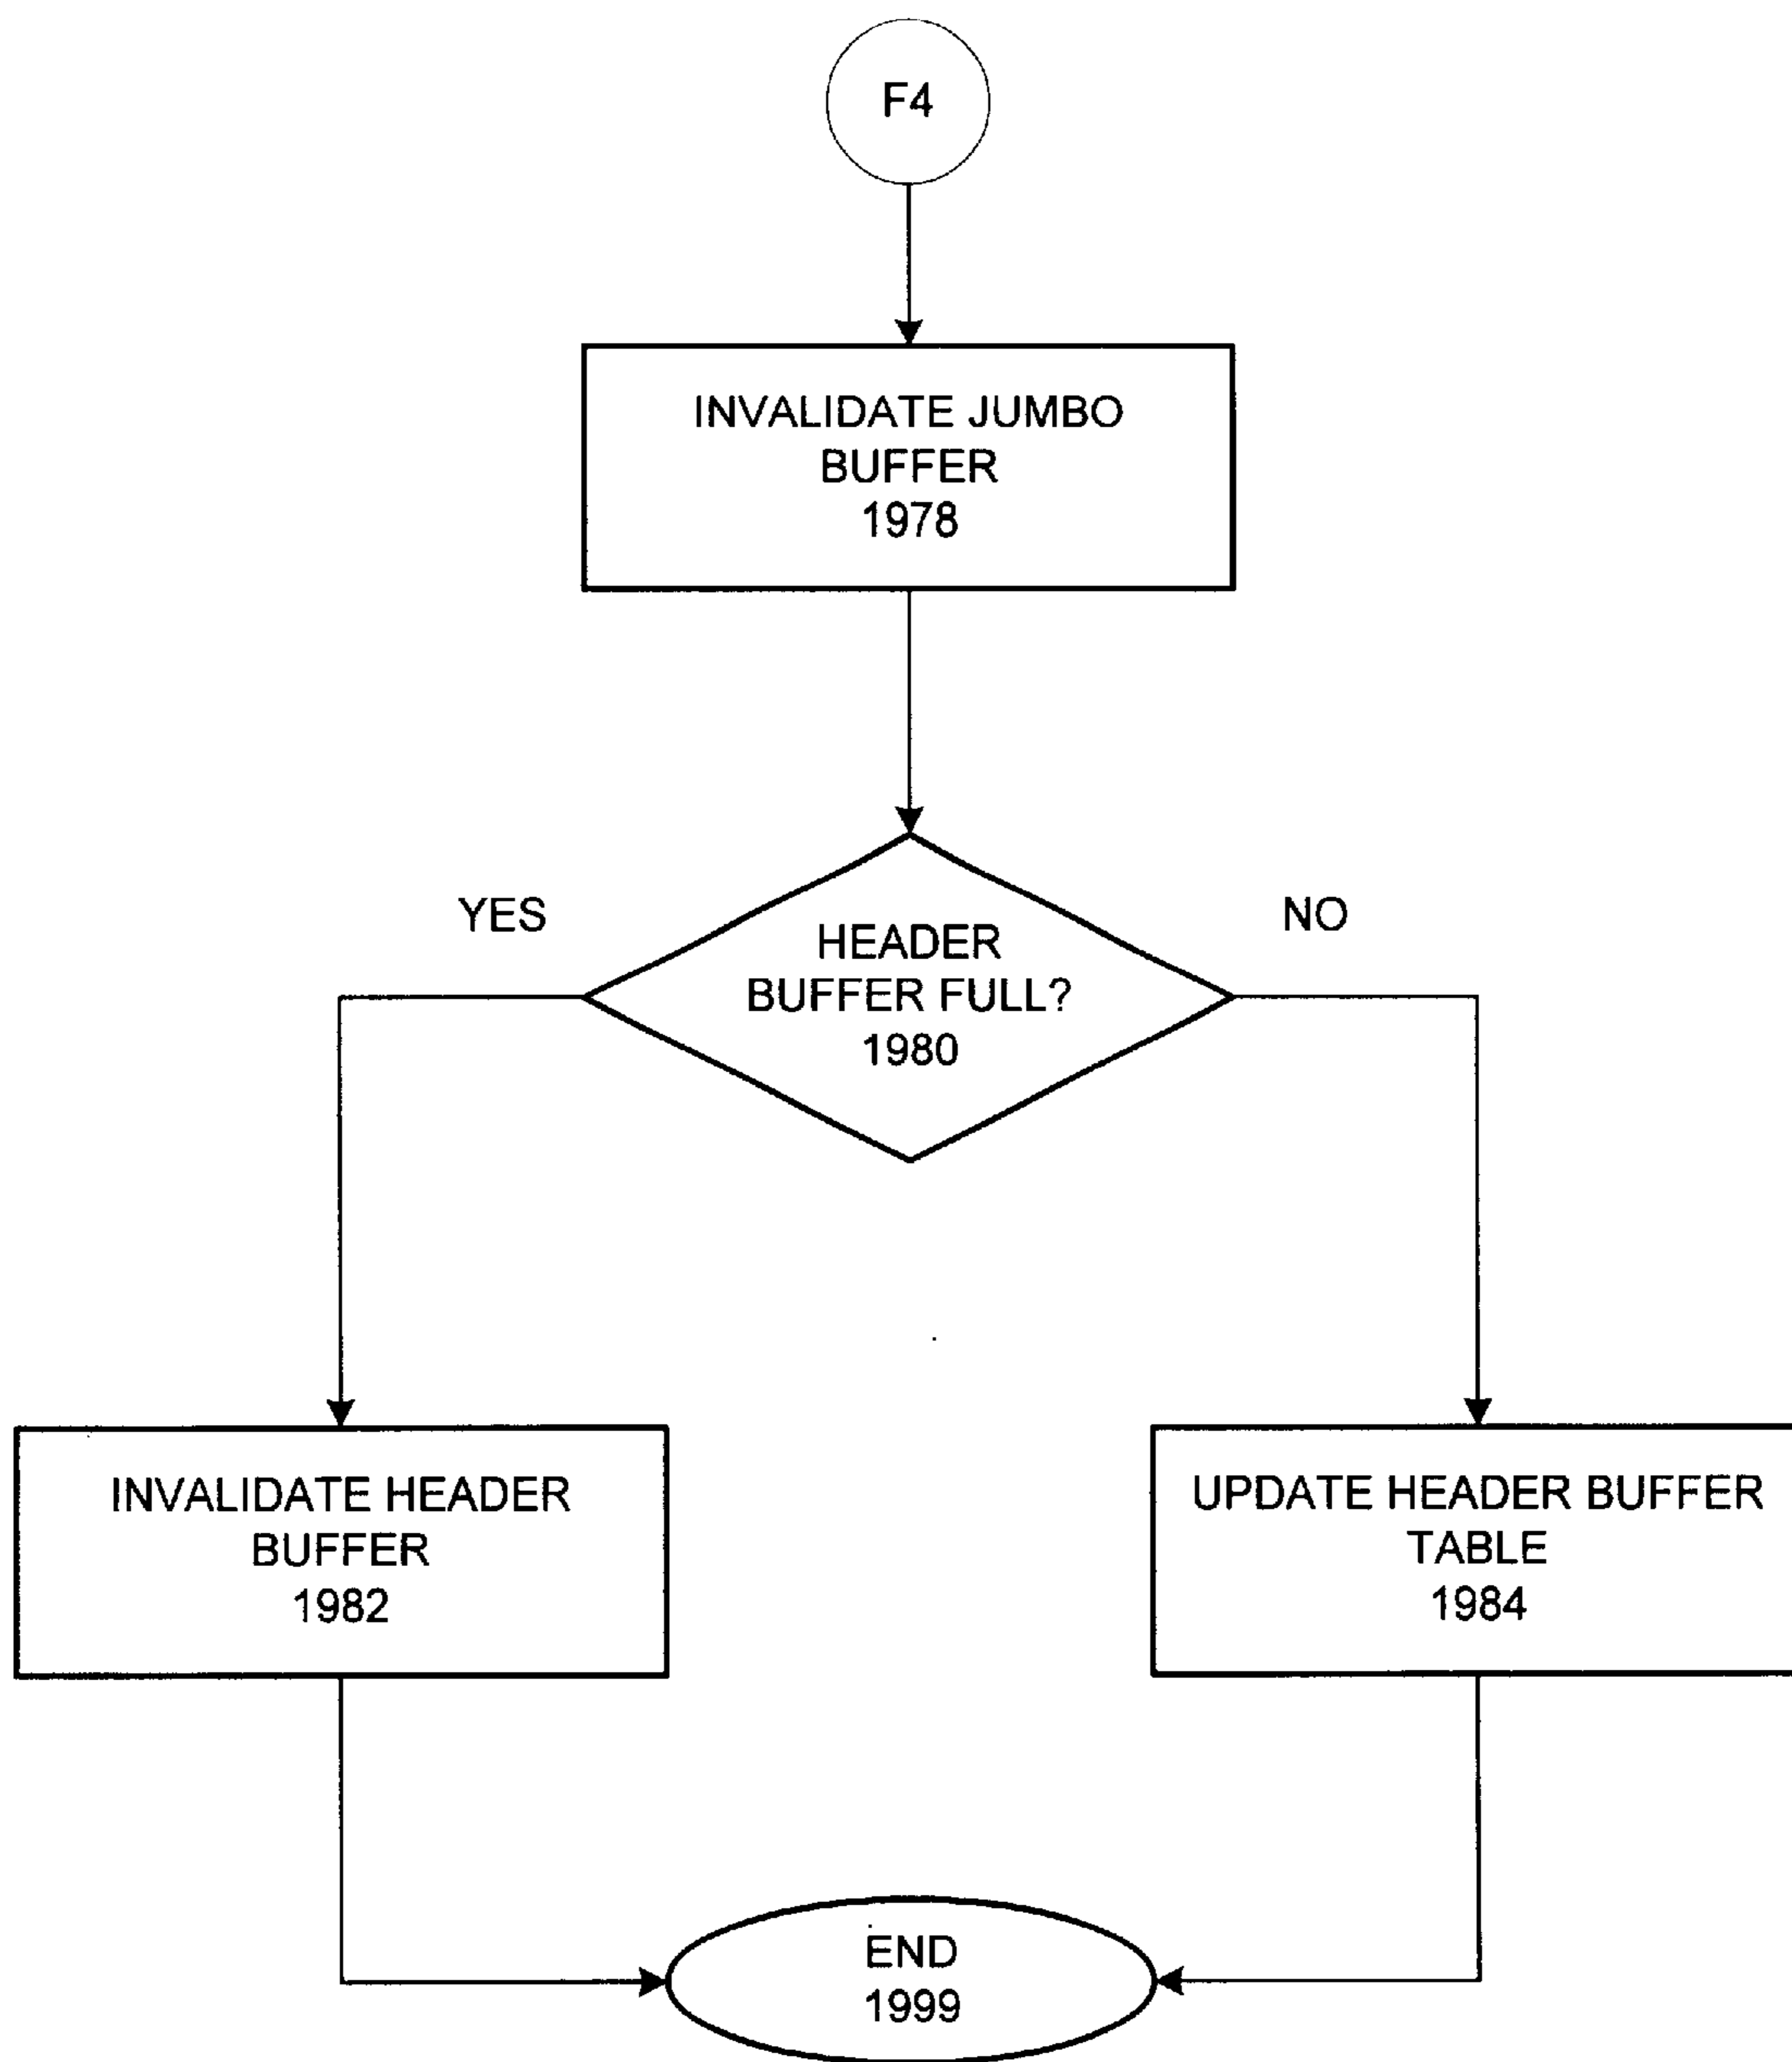 F4
INVALIDATE JUMBO
BUFFER
1978
YES
NO
HEADER
BUFFER FULL?
1980
INVALIDATE HEADER
BUFFER
1982
UPDATE HEADER BUFFER
TABLE
1984
END
1999